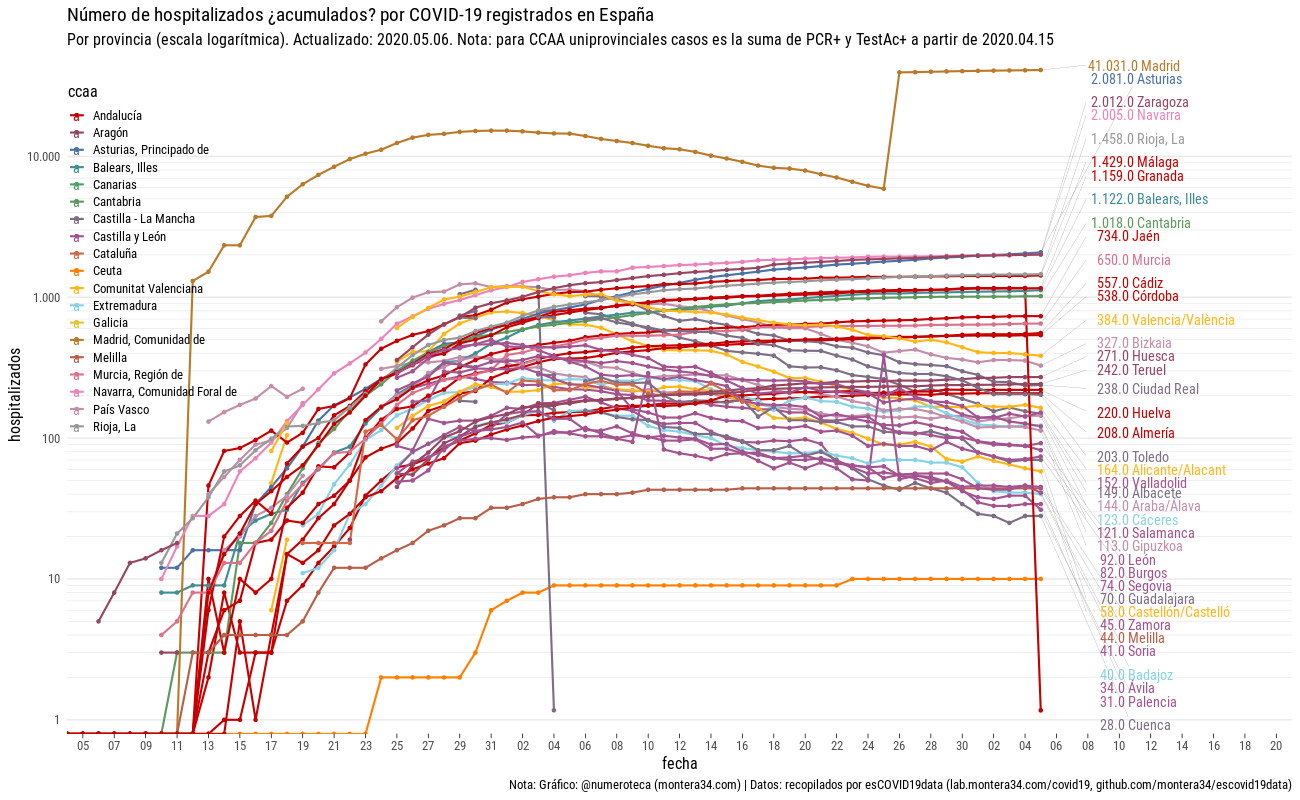 Número de hospitalizados ¿acumulados? por COVID-19 registrados en España
Por provincia (escala logarítmica). Actualizado: 2020.05.06. Nota: para CCAA uniprovinciales casos es la suma de PCR+ y TestAc+ a partir de 2020.04.15
ccaa
Andalucía
Aragón
Asturias, Principado de
Balears, Illes
Canarias
Cantabria
Castilla - La Mancha
Castilla y León
Cataluña
Ceuta
Comunitat Valenciana
Extremadura
Galicia
Madrid, Comunidad de
Melilla
Murcia, Región de
Navarra, Comunidad Foral de
País Vasco
Rioja, La
hospitalizados
10.000
1.000
100
10
1
41.031.0 Madrid
2.081.0 Asturias
2.012.0 Zaragoza
2.005.0 Navarra
1.458.0 Rioja, La
1.429.0 Málaga
1.159.0 Granada
1.122.0 Balears, Illes
1.018.0 Cantabria
734.0 Jaén
650.0 Murcia
557.0 Cádiz
538.0 Córdoba
384.0 Valencia/València
327.0 Bizkaia
271.0 Huesca
242.0 Teruel
238.0 Ciudad Real
220.0 Huelva
208.0 Almería
203.0 Toledo
164.0 Alicante/Alacant
152.0 Valladolid
149.0 Albacete
144.0 Araba/Álava
123.0 Cáceres
121.0 Salamanca
113.0 Gipuzkoa
92.0 León
82.0 Burgos
74.0 Segovia
70.0 Guadalajara
58.0 Castellón/Castelló
45.0 Zamora
44.0 Melilla
41.0 Soria
40.0 Badajoz
34.0 Ávila
31.0 Palencia
28.0 Cuenca
05 07 09 11 13 15 17 19 21 23 25 27 29 31 02 04 06 08 10 12 14 16 18 20 22 24 26 28 30 02 04 06 08 10 12 14 16 18 20
fecha
Nota: Gráfico: @numeroteca (montera34.com) | Datos: recopilados por esCOVID19data (lab.montera34.com/covid19, github.com/montera34/escovid19data)